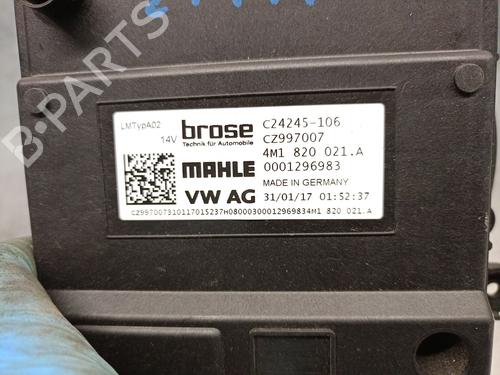 B-PARTS
LMTypA02
14V
brose
Technik für Automobile
C24245-106
CZ997007
4M1 820 021.A
MAHLE
0001296983
MADE IN GERMANY
VW AG
31/01/17 01:52:37
CZ997007310117015237H08000300012969834M1 820 021.A